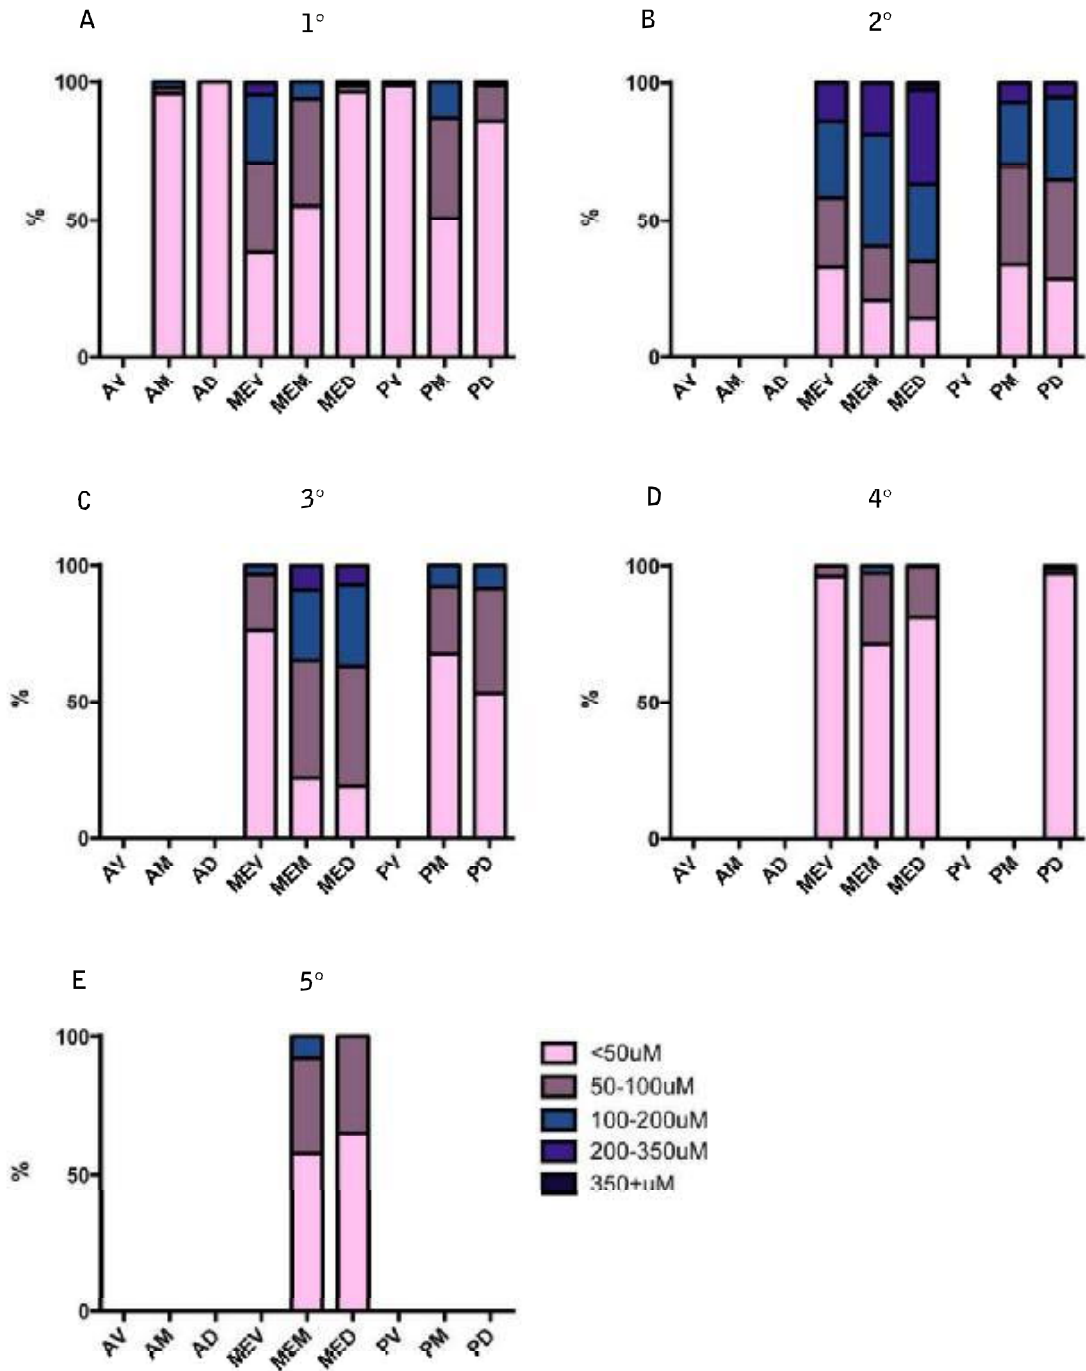 A 1° B 2°
100 100
50 50
% %
0 0
AV AM AD MEV MEM MED PV PM PD AV AM AD MEV MEM MED PV PM PD
C 3° D 4°
100 100
50 50
% %
0 0
AV AM AD MEV MEM MED PV PM PD AV AM AD MEV MEM MED PV PM PD
E 5°
100
50
%
0
AV AM AD MEV MEM MED PV PM PD
<50uM
50-100uM
100-200uM
200-350uM
350+uM